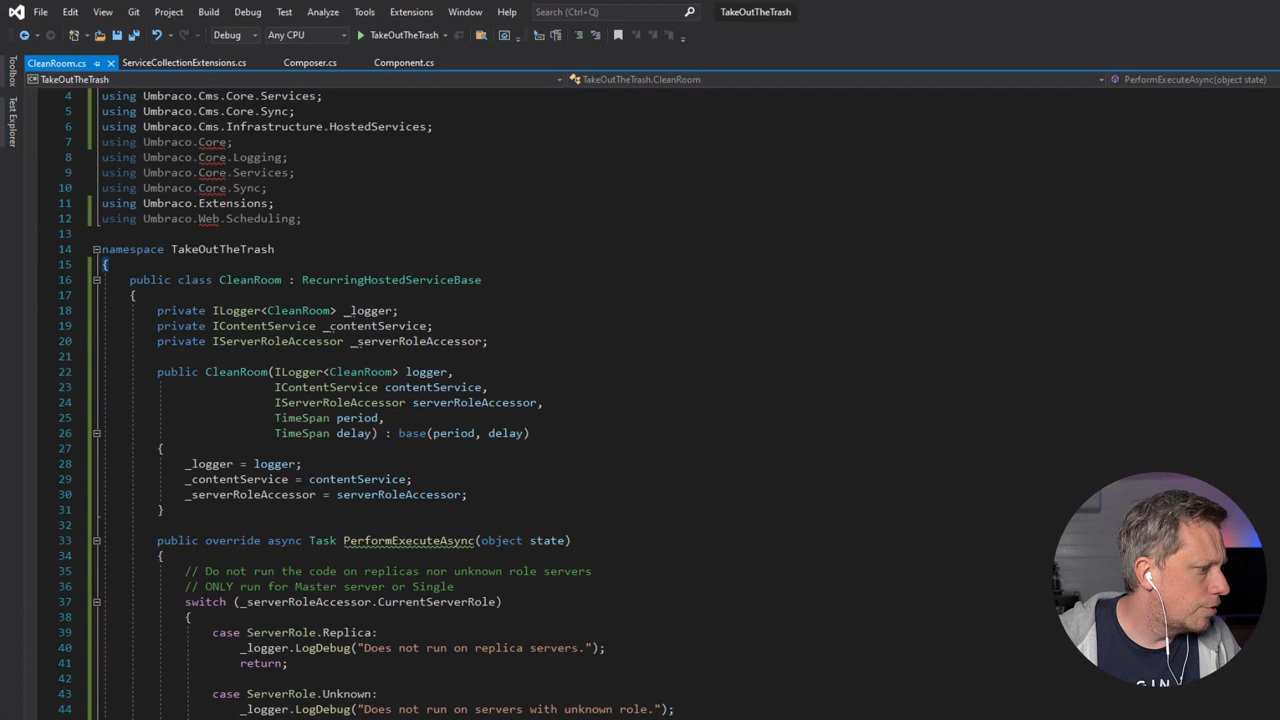 File Edit View Git Project Build Debug Test Analyze Tools Extensions Window Help Search (Ctrl+Q) TakeOutTheTrash
Debug Any CPU TakeOutTheTrash
CleanRoom.cs ServiceCollectionExtensions.cs Composer.cs Component.cs
TakeOutTheTrash TakeOutTheTrash.CleanRoom PerformExecuteAsync(object state)
Toolbox
Test Explorer
4 using Umbraco.Cms.Core.Services;
5 using Umbraco.Cms.Core.Sync;
6 using Umbraco.Cms.Infrastructure.HostedServices;
7 using Umbraco.Core;
8 using Umbraco.Core.Logging;
9 using Umbraco.Core.Services;
10 using Umbraco.Core.Sync;
11 using Umbraco.Extensions;
12 using Umbraco.Web.Scheduling;
13
14 namespace TakeOutTheTrash
15 {
16 public class CleanRoom : RecurringHostedServiceBase
17 {
18 private ILogger<CleanRoom> _logger;
19 private IContentService _contentService;
20 private IServerRoleAccessor _serverRoleAccessor;
21
22 public CleanRoom(ILogger<CleanRoom> logger,
23 IContentService contentService,
24 IServerRoleAccessor serverRoleAccessor,
25 TimeSpan period,
26 TimeSpan delay) : base(period, delay)
27 {
28 _logger = logger;
29 _contentService = contentService;
30 _serverRoleAccessor = serverRoleAccessor;
31 }
32
33 public override async Task PerformExecuteAsync(object state)
34 {
35 // Do not run the code on replicas nor unknown role servers
36 // ONLY run for Master server or Single
37 switch (_serverRoleAccessor.CurrentServerRole)
38 {
39 case ServerRole.Replica:
40 _logger.LogDebug("Does not run on replica servers.");
41 return;
42
43 case ServerRole.Unknown:
44 _logger.LogDebug("Does not run on servers with unknown role.");